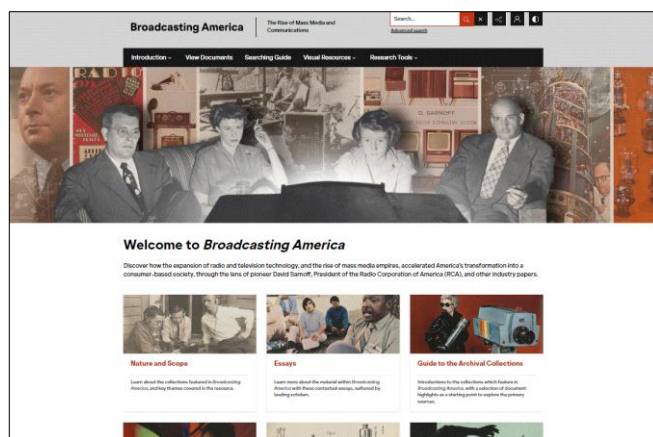 Broadcasting America
The Rise of Mass Media and
Communications
Search...
Advanced search
Introduction View Documents Searching Guide Visual Resources Research Tools
RADIO
D. SARNOFF
Welcome to Broadcasting America
Discover how the expansion of radio and television technology, and the rise of mass media empires, accelerated America's transformation into a
consumer-based society, through the lens of pioneer David Sarnoff, President of the Radio Corporation of America (RCA), and other industry papers.
Nature and Scope
Learn about the collections featured in Broadcasting
America, and key themes covered in the resource.
Essays
Learn more about the material within Broadcasting
America with these contextual essays, authored by
leading scholars.
Guide to the Archival Collections
Introductions to the collections which feature in
Broadcasting America, with a selection of document
highlights as a starting point to explore the primary
sources.